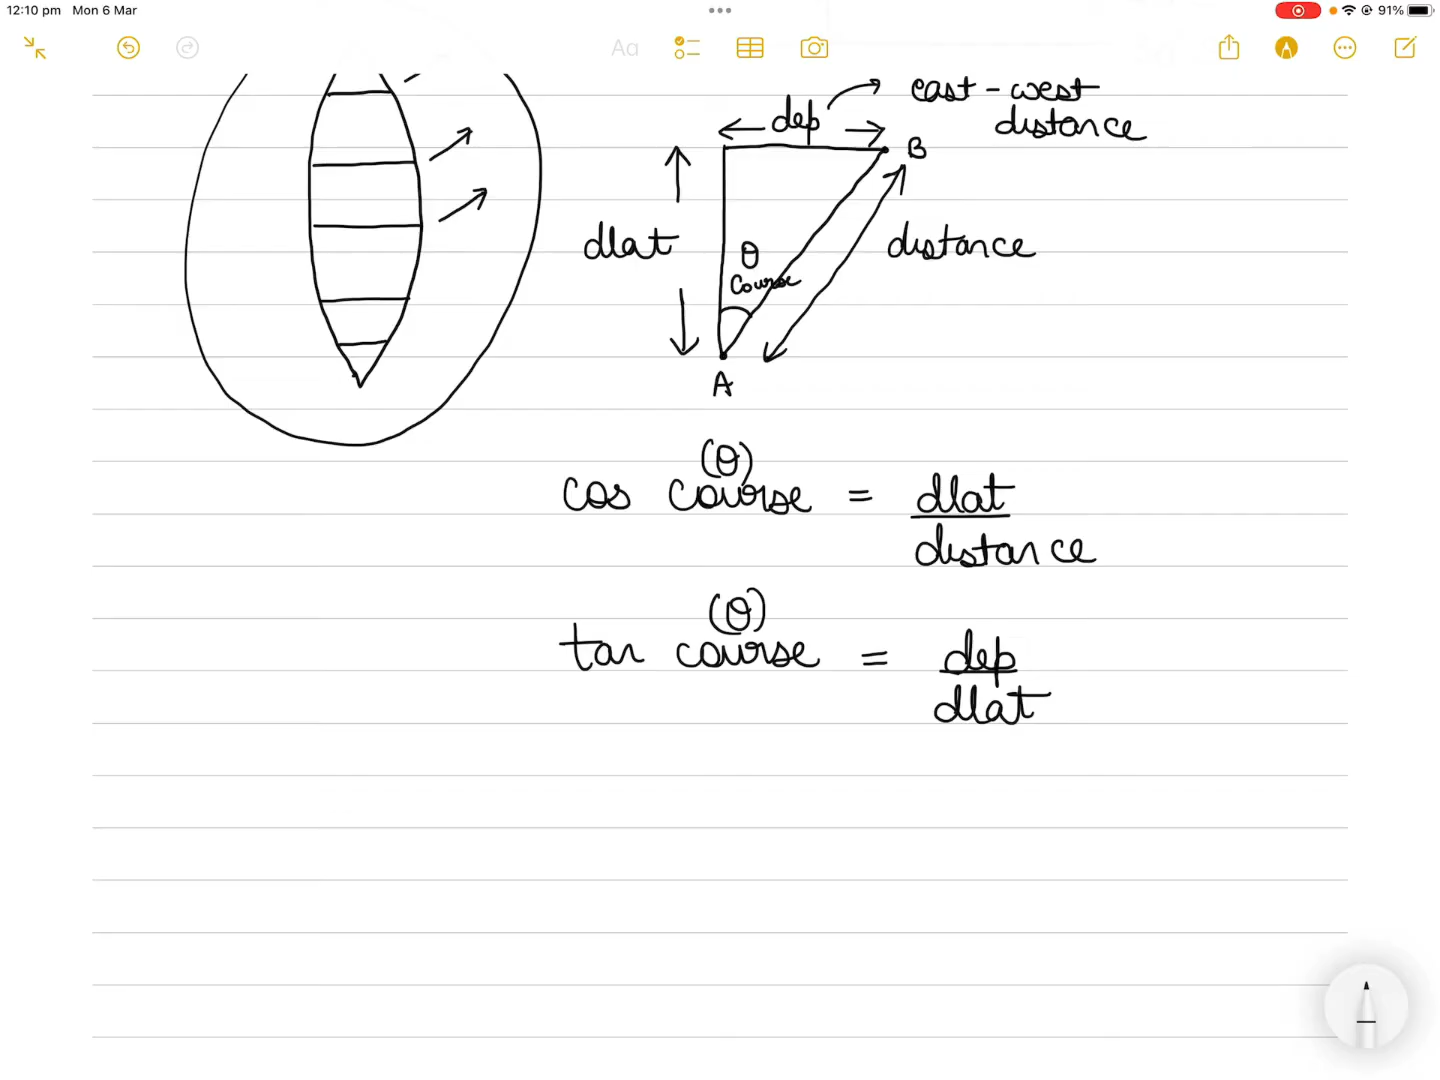 12:10 pm Mon 6 Mar
91%
Aa
east - west
distance
dep
B
dlat
distance
θ
Course
A
(θ)
cos course = dlat
distance
(θ)
tan course = dep
dlat